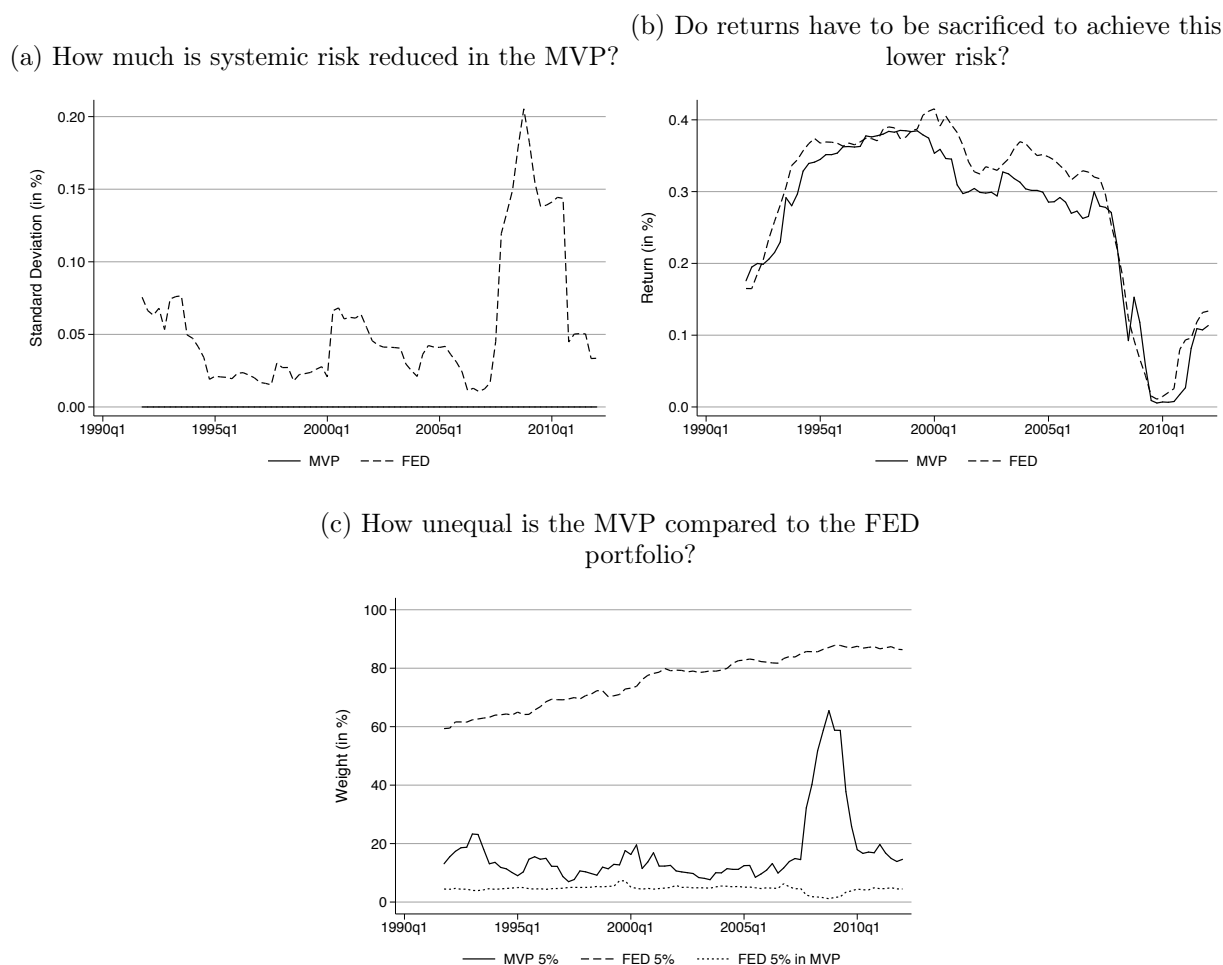 (a) How much is systemic risk reduced in the MVP?
0.20
0.15
0.10
0.05
0.00
Standard Deviation (in %)
1990q1 1995q1 2000q1 2005q1 2010q1
MVP FED
(b) Do returns have to be sacrificed to achieve this
lower risk?
0.4
0.3
0.2
0.1
0.0
Return (in %)
1990q1 1995q1 2000q1 2005q1 2010q1
MVP FED
(c) How unequal is the MVP compared to the FED
portfolio?
100
80
60
40
20
0
Weight (in %)
1990q1 1995q1 2000q1 2005q1 2010q1
MVP 5% FED 5% FED 5% in MVP